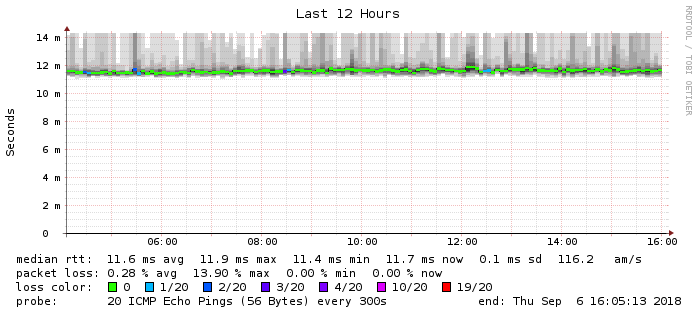 Last 12 Hours
RRDTOOL / TOBI OETIKER
14 m
12 m
10 m
8 m
6 m
4 m
2 m
0
Seconds
06:00 08:00 10:00 12:00 14:00 16:00
median rtt: 11.6 ms avg 11.9 ms max 11.4 ms min 11.7 ms now 0.1 ms sd 116.2 am/s
packet loss: 0.28 % avg 13.90 % max 0.00 % min 0.00 % now
loss color: 0 1/20 2/20 3/20 4/20 10/20 19/20
probe: 20 ICMP Echo Pings (56 Bytes) every 300s end: Thu Sep 6 16:05:13 2018